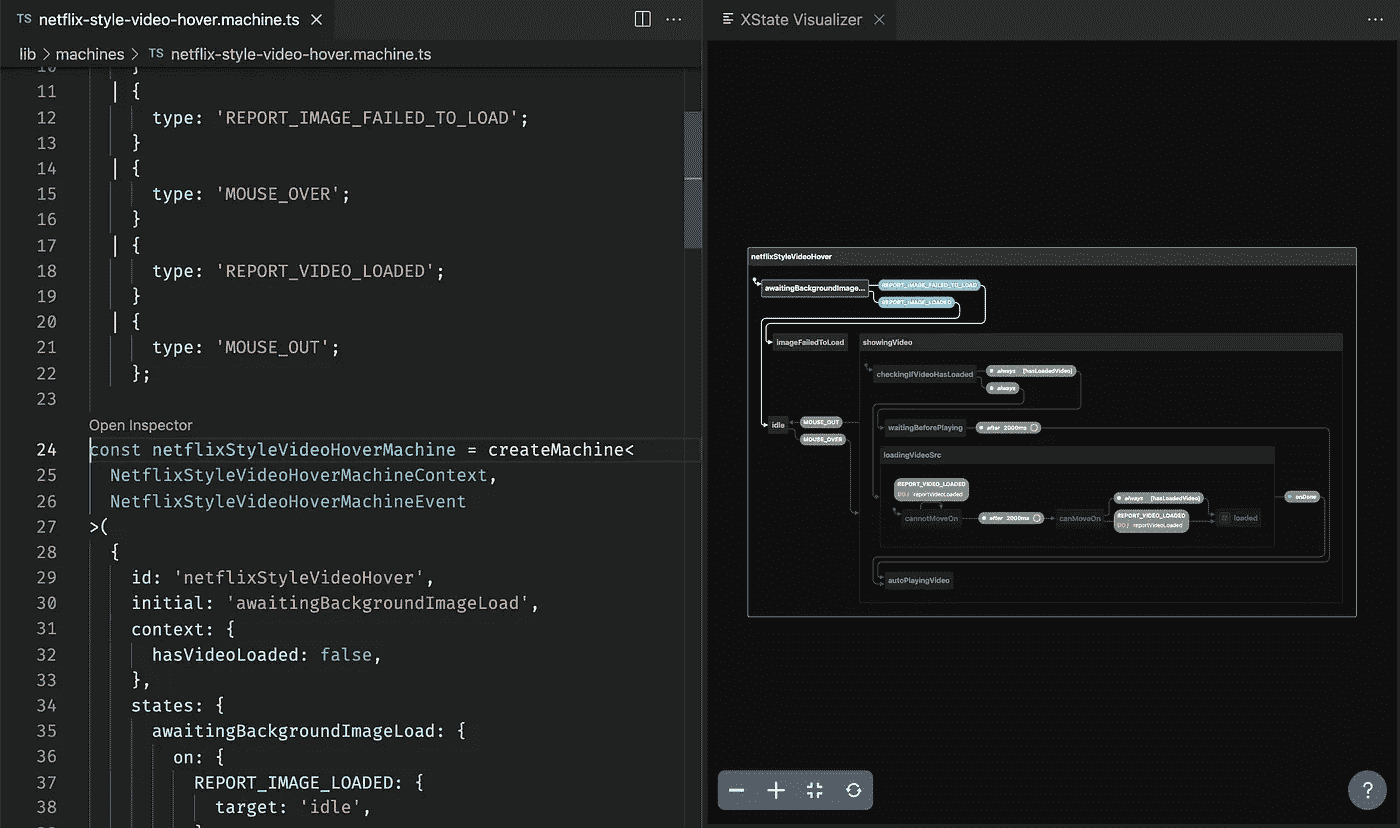 TS netflix-style-video-hover.machine.ts
lib > machines > TS netflix-style-video-hover.machine.ts
10 }
11 | {
12 type: 'REPORT_IMAGE_FAILED_TO_LOAD';
13 }
14 | {
15 type: 'MOUSE_OVER';
16 }
17 | {
18 type: 'REPORT_VIDEO_LOADED';
19 }
20 | {
21 type: 'MOUSE_OUT';
22 };
23
Open Inspector
24 const netflixStyleVideoHoverMachine = createMachine<
25 NetflixStyleVideoHoverMachineContext,
26 NetflixStyleVideoHoverMachineEvent
27 >(
28 {
29 id: 'netflixStyleVideoHover',
30 initial: 'awaitingBackgroundImageLoad',
31 context: {
32 hasVideoLoaded: false,
33 },
34 states: {
35 awaitingBackgroundImageLoad: {
36 on: {
37 REPORT_IMAGE_LOADED: {
38 target: 'idle',
XState Visualizer
netflixStyleVideoHover
awaitingBackgroundImage...
REPORT_IMAGE_FAILED_TO_LOAD
REPORT_IMAGE_LOADED
imageFailedToLoad
showingVideo
checkingIfVideoHasLoaded
always [hasLoadedVideo]
always
idle
MOUSE_OUT
MOUSE_OVER
waitingBeforePlaying
after 2000ms
loadingVideoSrc
REPORT_VIDEO_LOADED
DO / reportVideoLoaded
cannotMoveOn
after 2000ms
canMoveOn
always [hasLoadedVideo]
REPORT_VIDEO_LOADED
DO / reportVideoLoaded
loaded
onDone
autoPlayingVideo
?